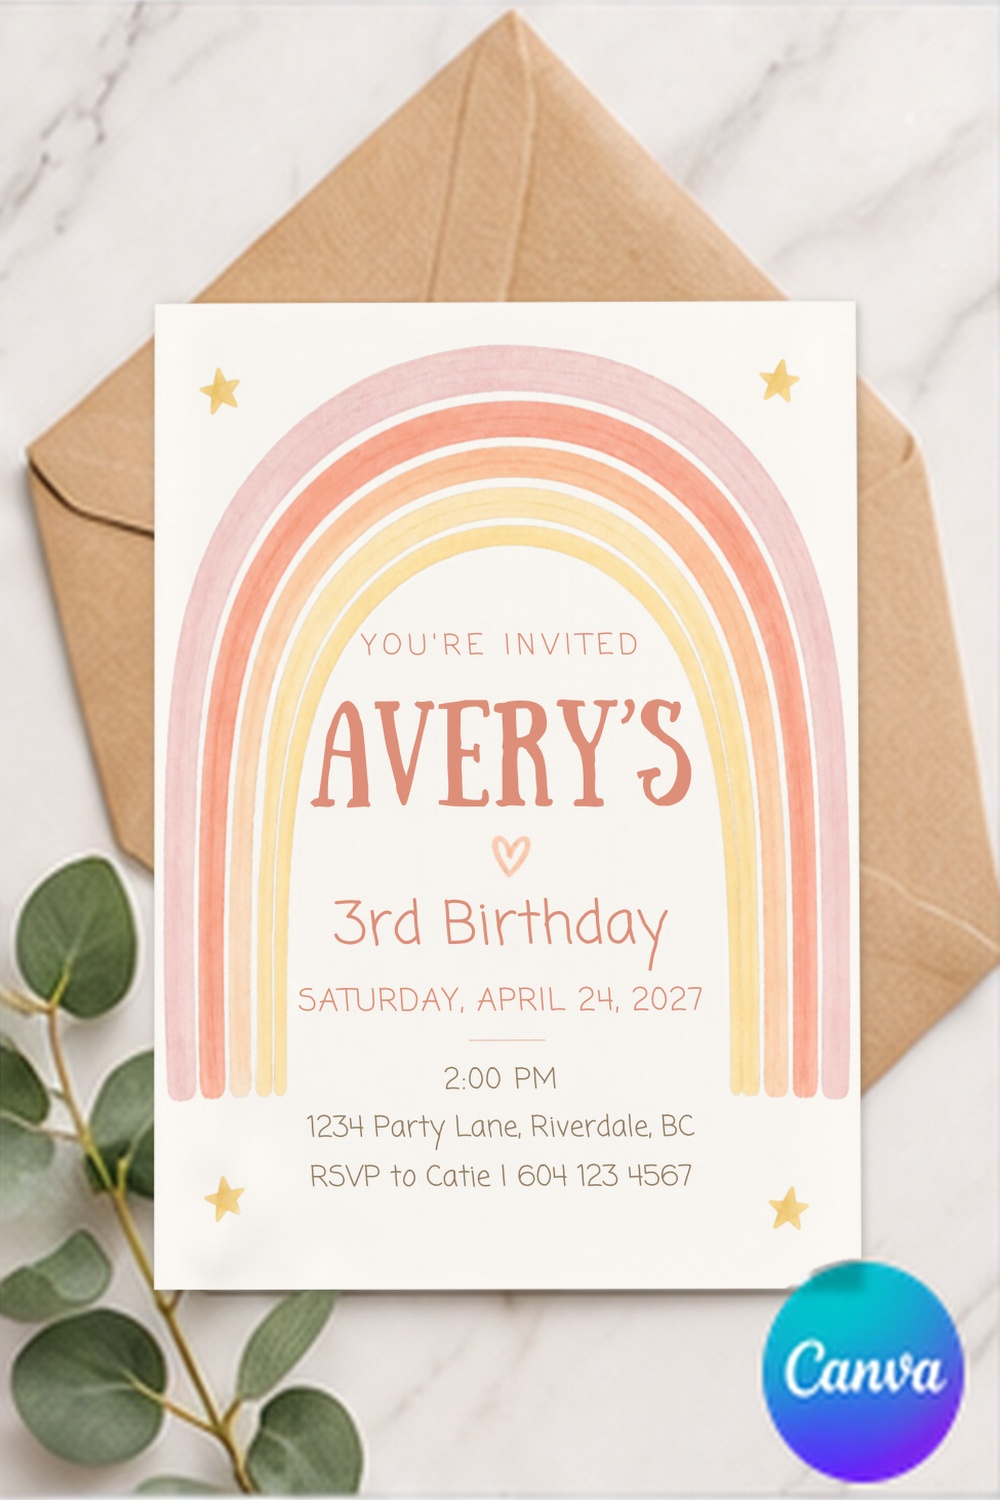 YOU'RE INVITED
AVERY'S
3rd Birthday
SATURDAY, APRIL 24, 2027
2:00 PM
1234 Party Lane, Riverdale, BC
RSVP to Catie | 604 123 4567
Canva